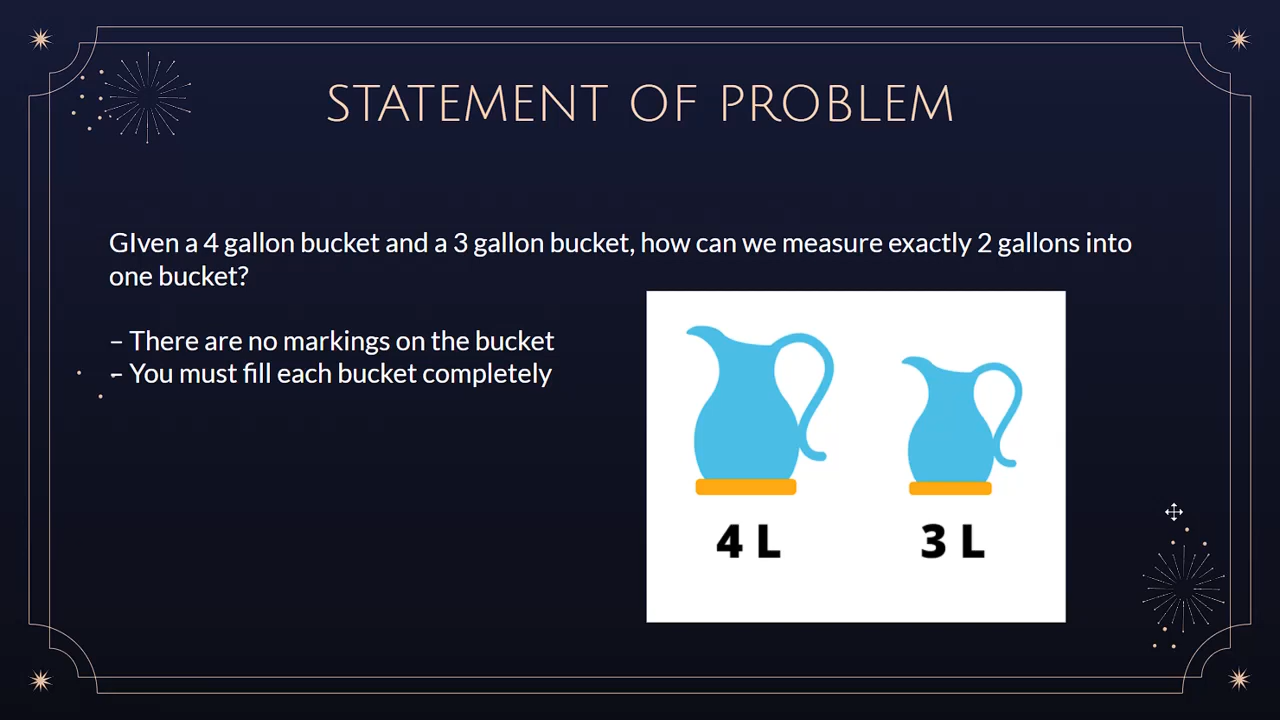 STATEMENT OF PROBLEM
GIven a 4 gallon bucket and a 3 gallon bucket, how can we measure exactly 2 gallons into
one bucket?
– There are no markings on the bucket
– You must fill each bucket completely
4 L
3 L